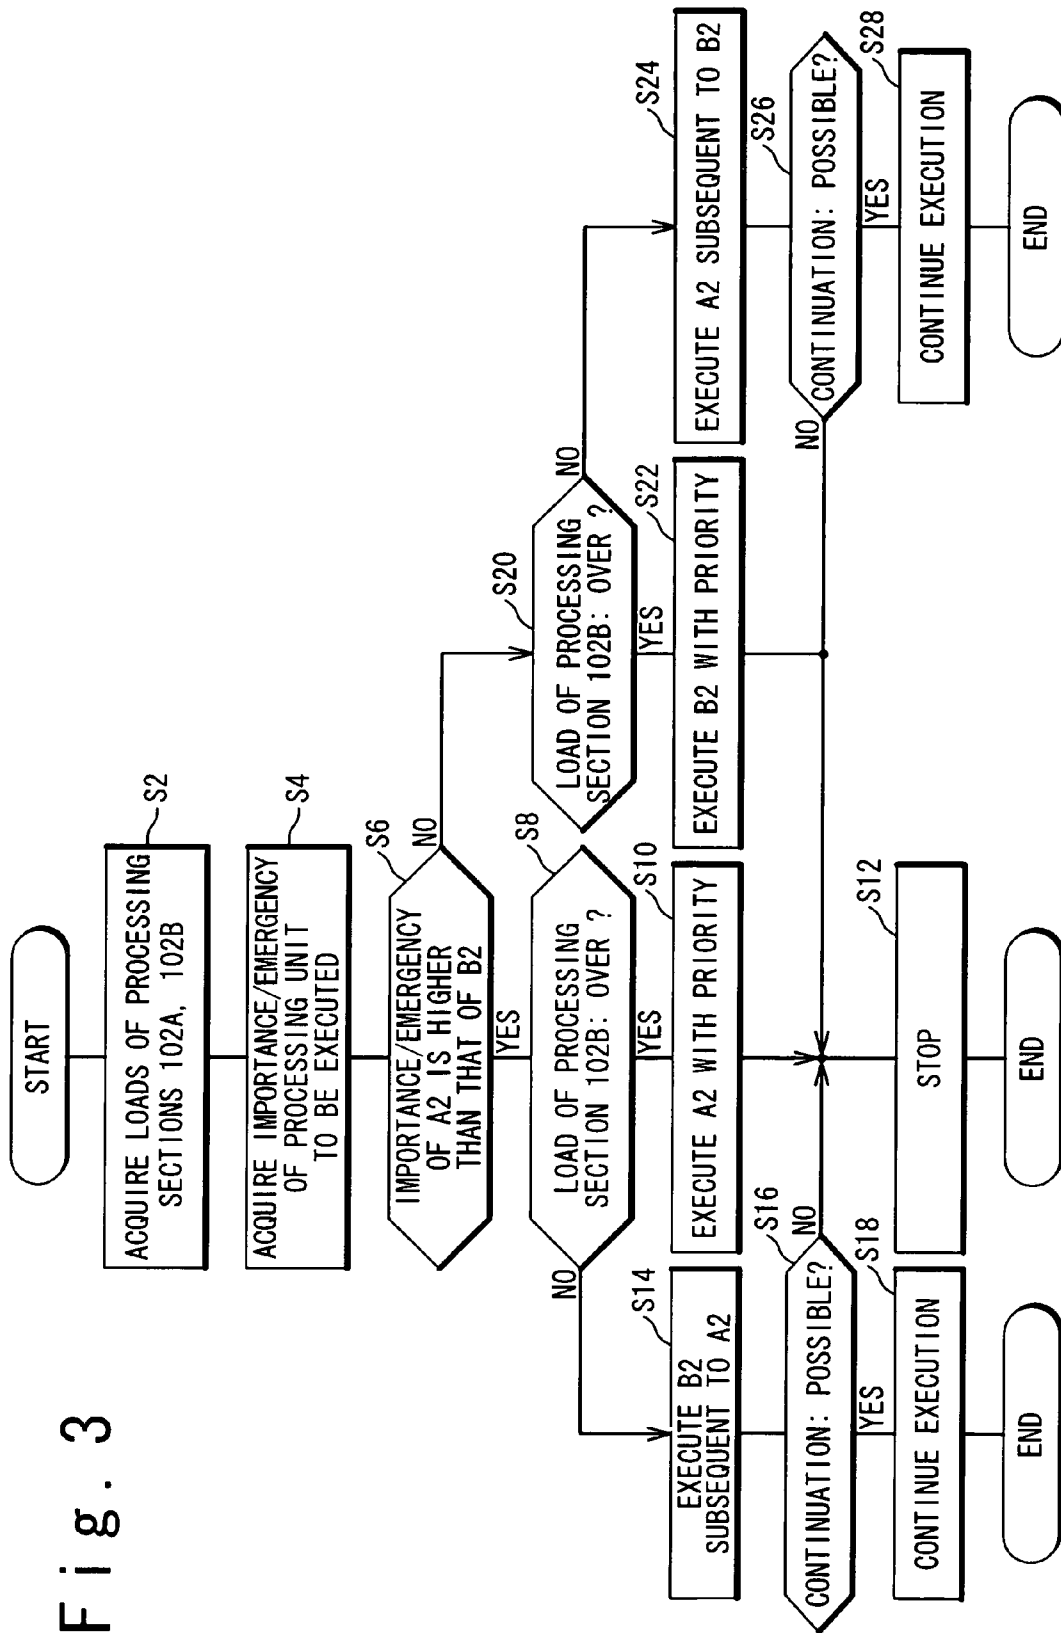 Fig. 3
START
ACQUIRE LOADS OF PROCESSING
SECTIONS 102A, 102B
S2
ACQUIRE IMPORTANCE/EMERGENCY
OF PROCESSING UNIT
TO BE EXECUTED
S4
IMPORTANCE/EMERGENCY
OF A2 IS HIGHER
THAN THAT OF B2
S6
NO
YES
LOAD OF PROCESSING
SECTION 102B: OVER ?
S8
NO
YES
LOAD OF PROCESSING
SECTION 102B: OVER ?
S20
NO
YES
EXECUTE B2
SUBSEQUENT TO A2
S14
EXECUTE A2 WITH PRIORITY
S10
EXECUTE B2 WITH PRIORITY
S22
EXECUTE A2 SUBSEQUENT TO B2
S24
CONTINUATION: POSSIBLE?
S16
NO
YES
CONTINUATION: POSSIBLE?
S26
NO
YES
CONTINUE EXECUTION
S18
STOP
S12
CONTINUE EXECUTION
S28
END
END
END